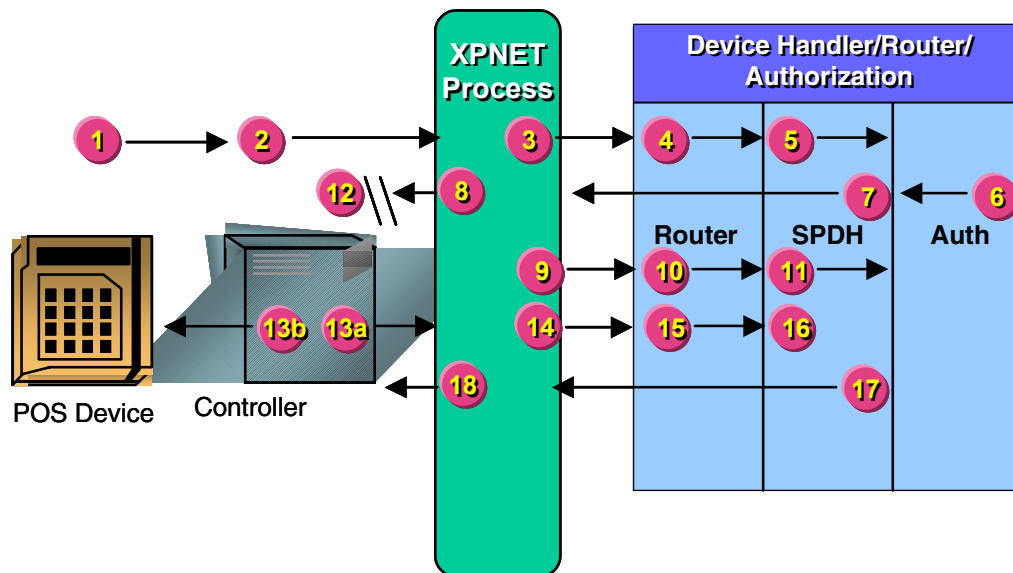 XPNET
Process
Device Handler/Router/
Authorization
1
2
3
4
5
12
8
7
6
Router
SPDH
Auth
9
10
11
13b
13a
14
15
16
18
17
POS Device
Controller